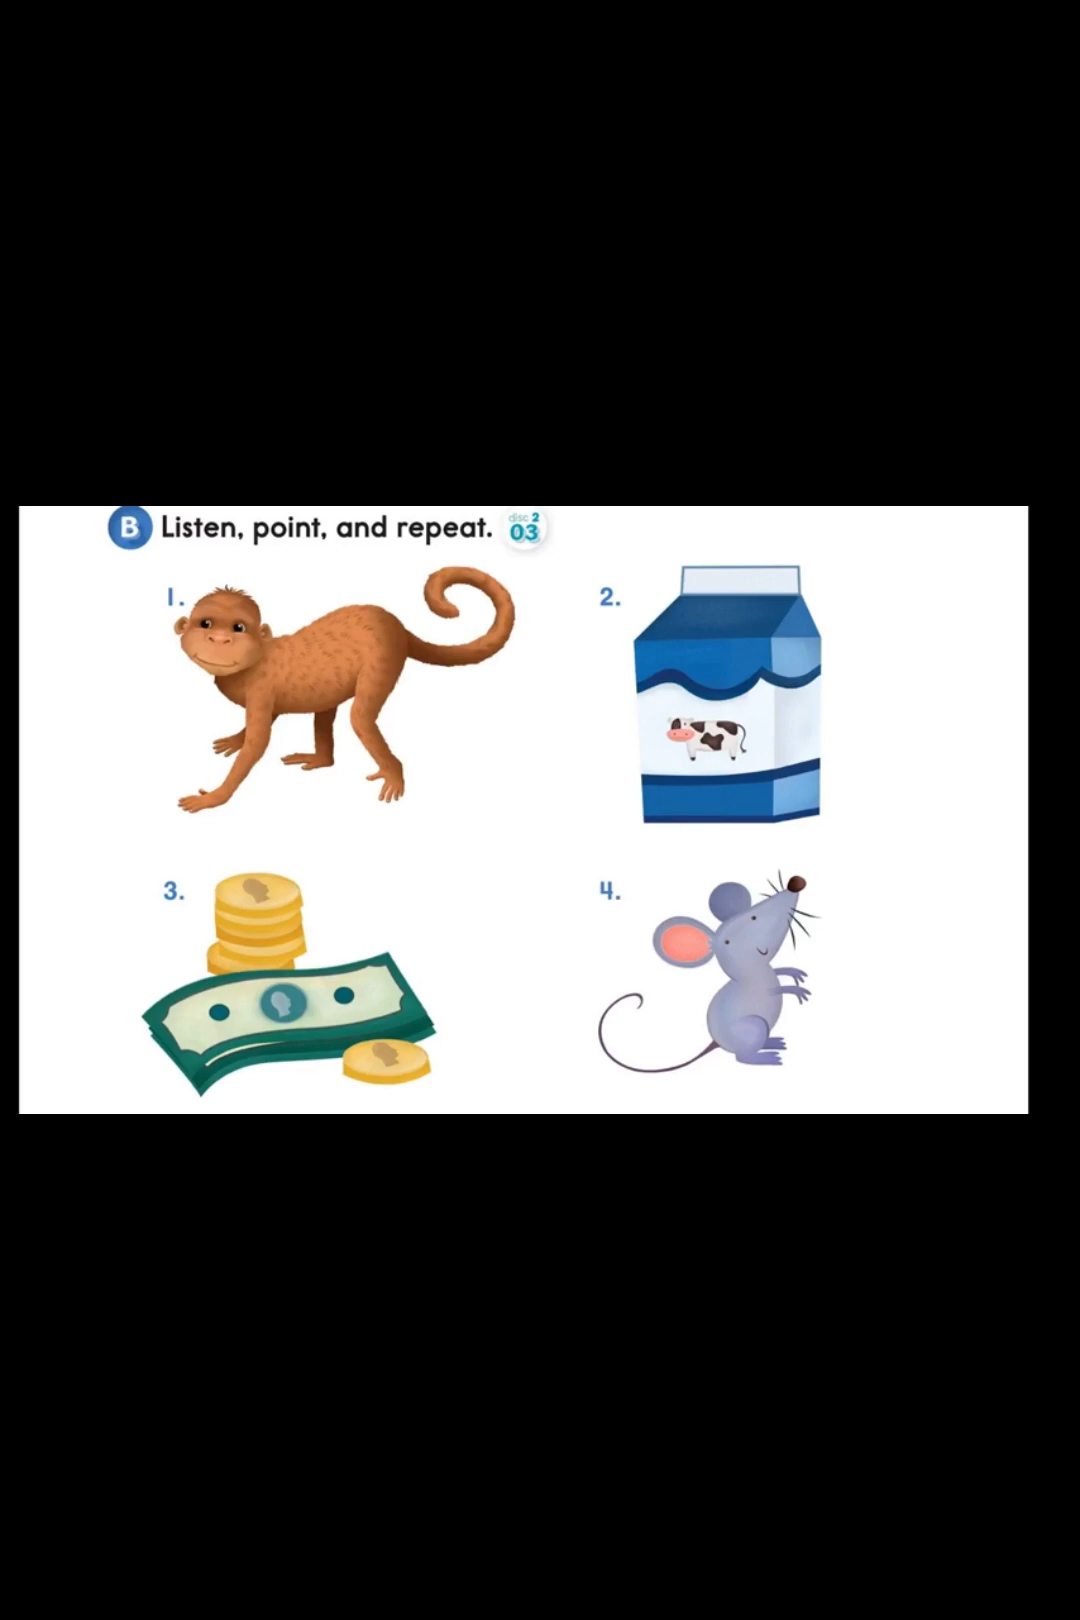 B Listen, point, and repeat. disc 2 03
1.
2.
3.
4.